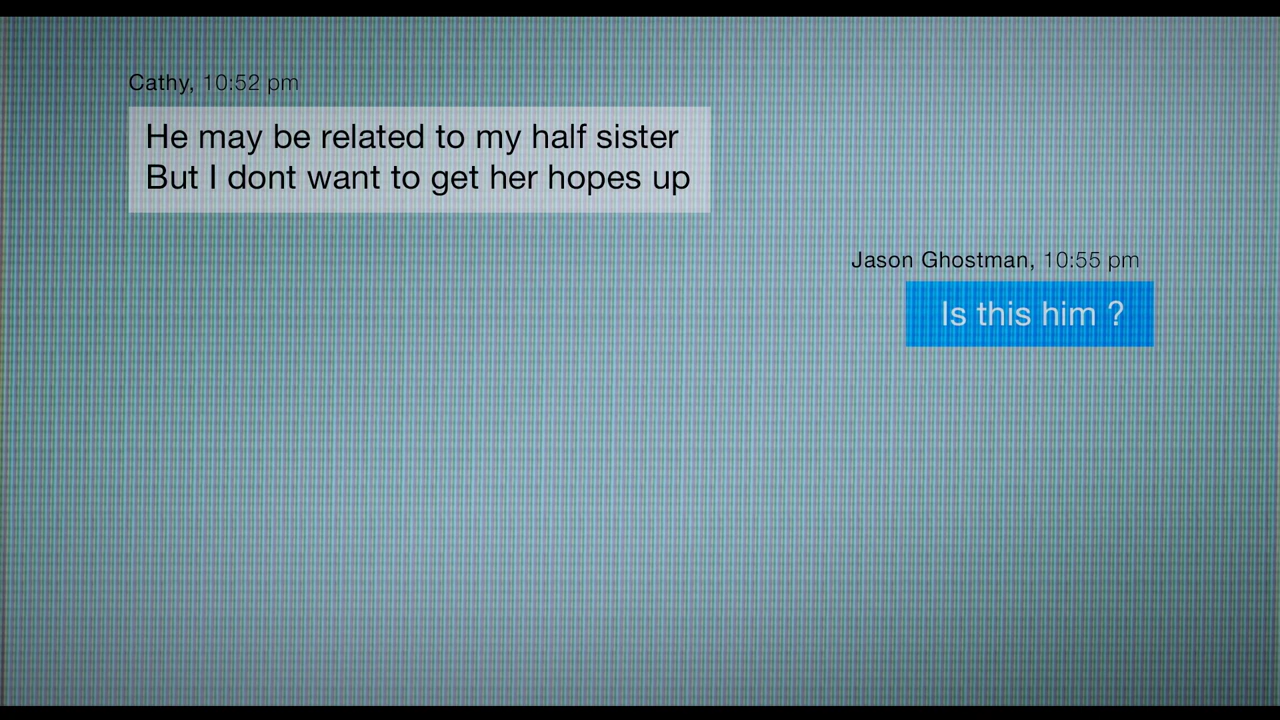 Cathy, 10:52 pm
He may be related to my half sister
But I dont want to get her hopes up
Jason Ghostman, 10:55 pm
Is this him ?